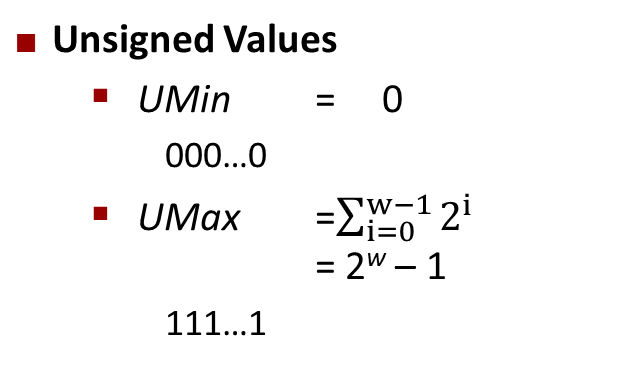 ■ Unsigned Values
▪ UMin = 0
000…0
▪ UMax =∑_{i=0}^{w−1} 2^i
= 2^w – 1
111…1